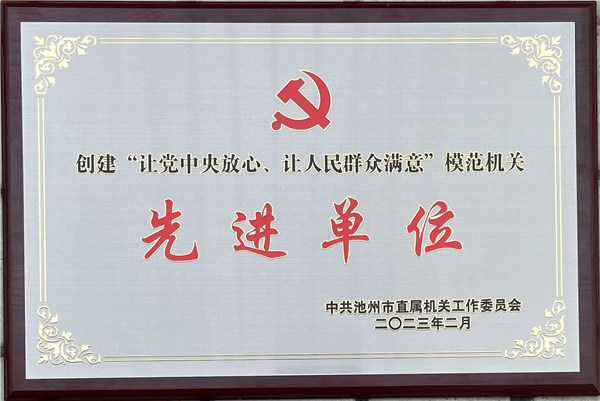 创建“让党中央放心、让人民群众满意”模范机关
先进单位
中共池州市直属机关工作委员会
二〇二三年二月